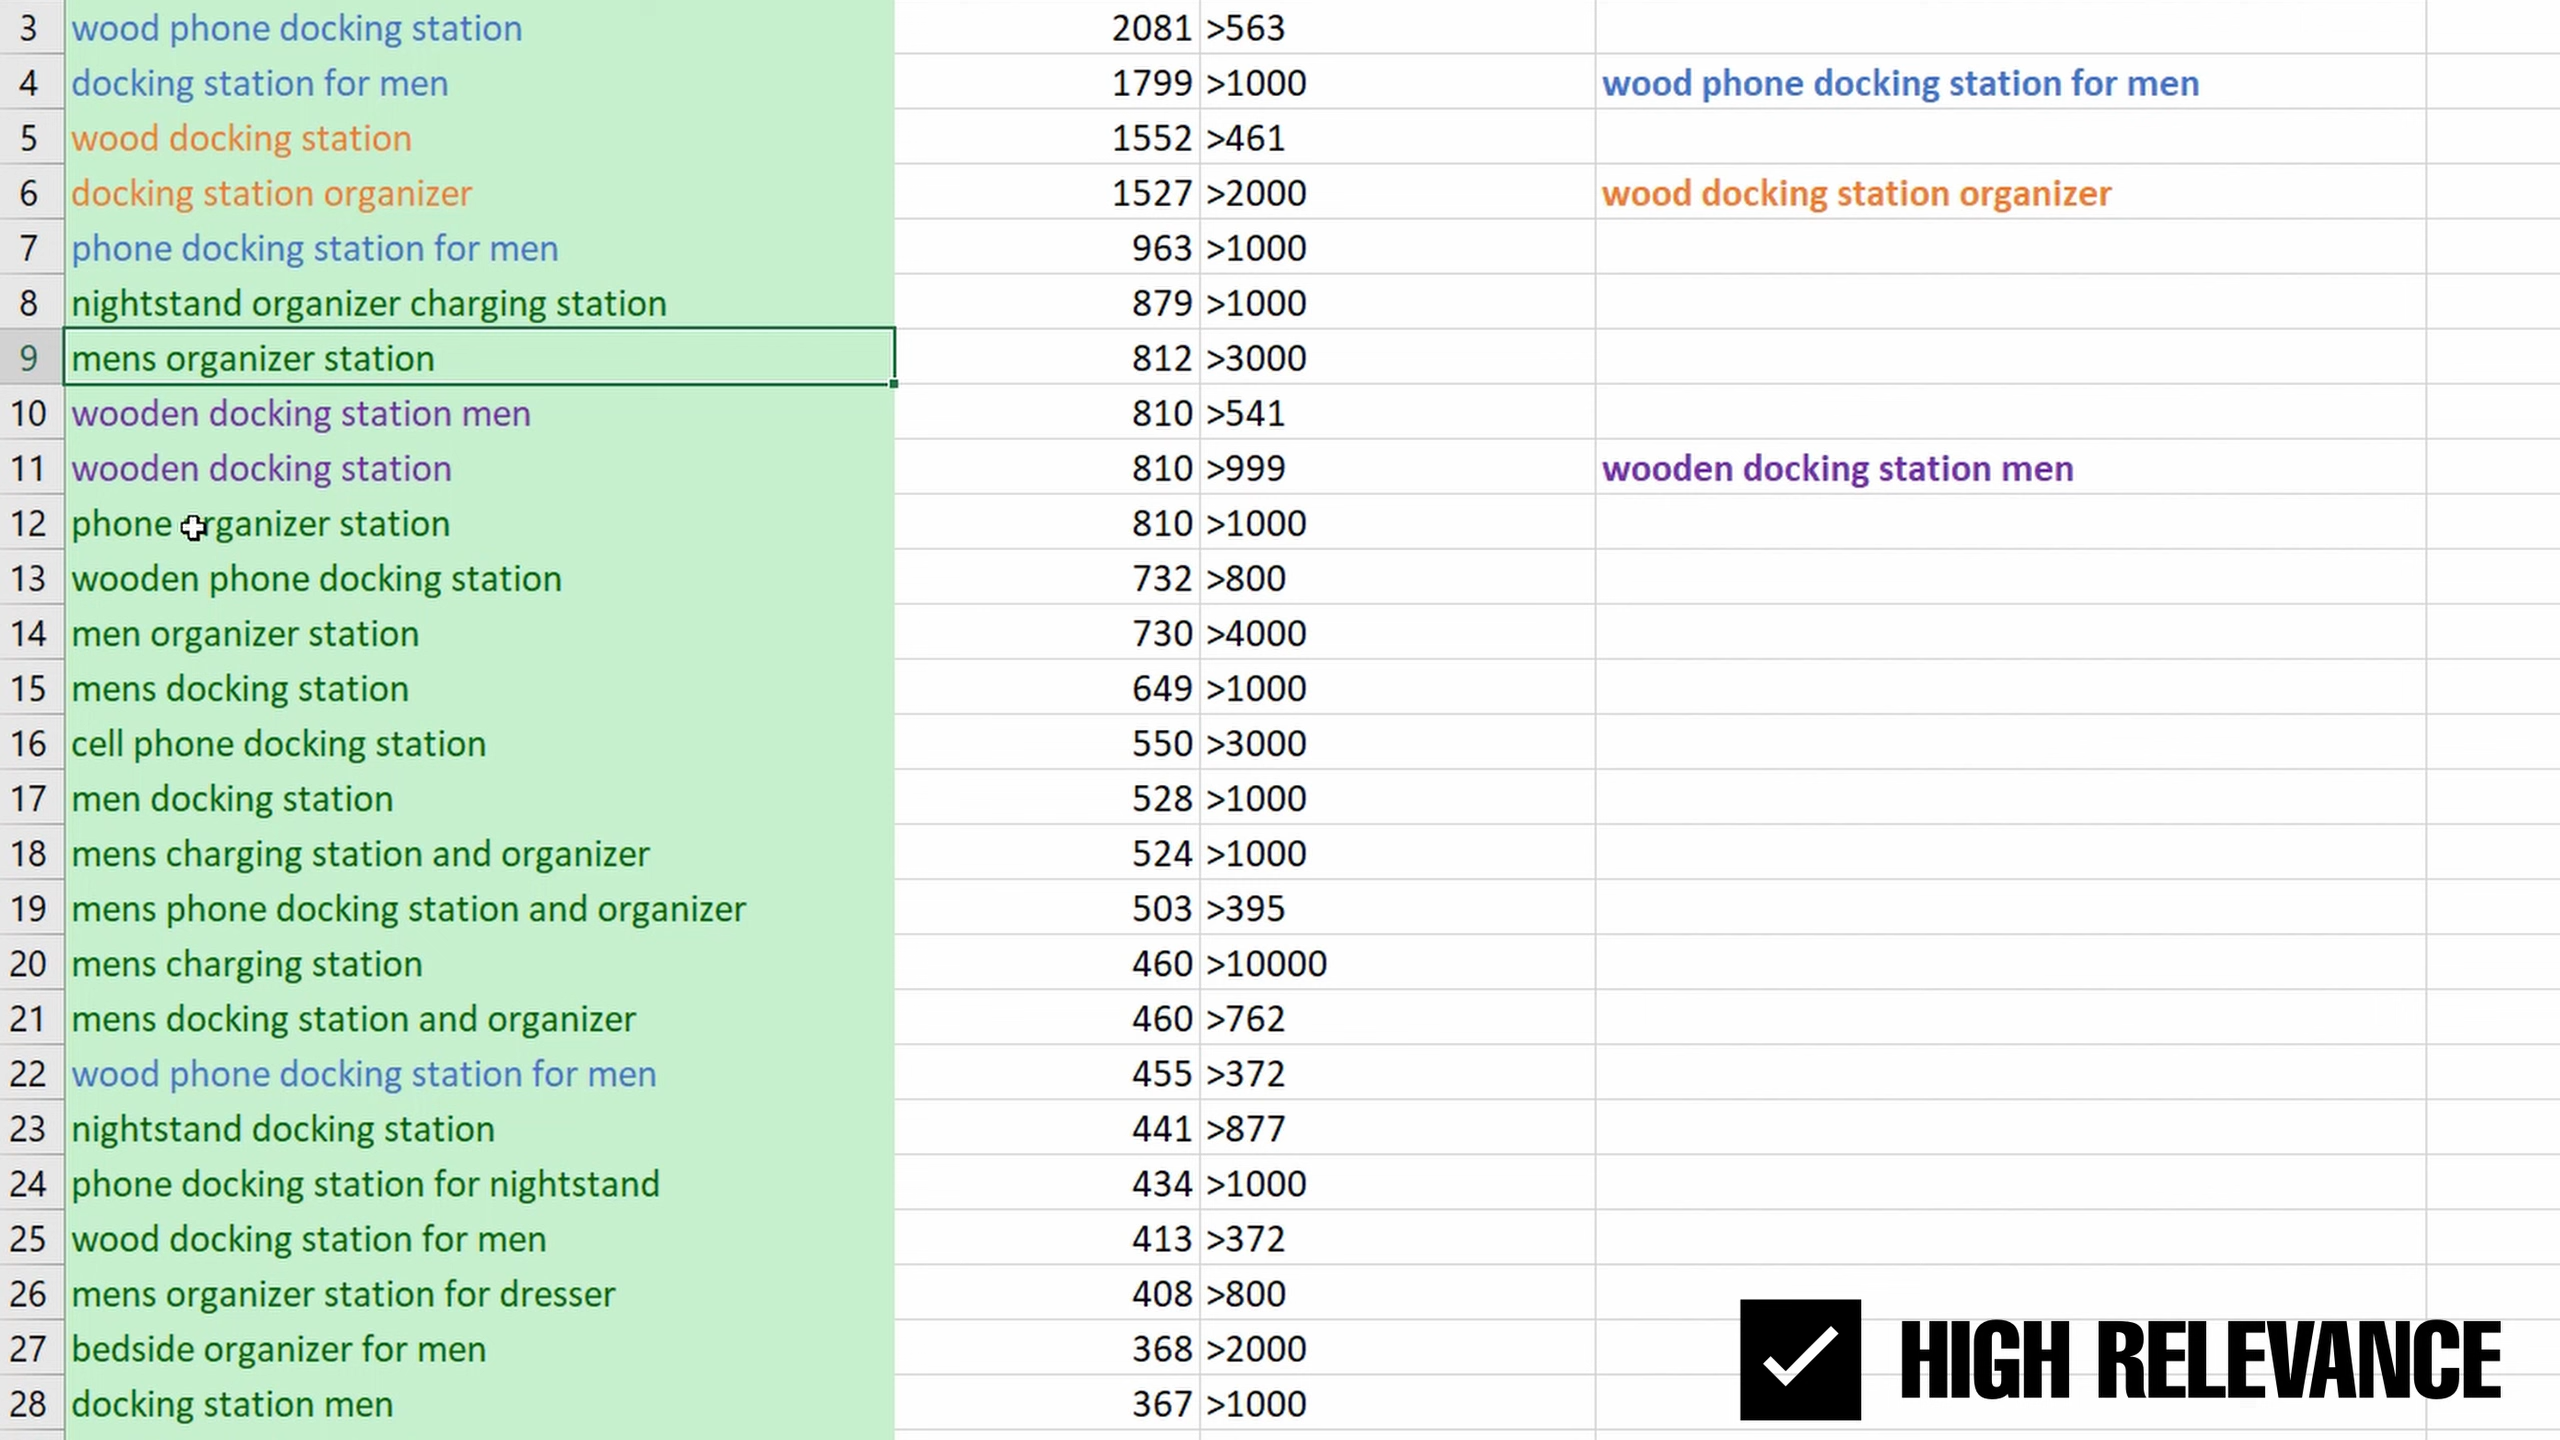 3 wood phone docking station 2081 >563
4 docking station for men 1799 >1000 wood phone docking station for men
5 wood docking station 1552 >461
6 docking station organizer 1527 >2000 wood docking station organizer
7 phone docking station for men 963 >1000
8 nightstand organizer charging station 879 >1000
9 mens organizer station 812 >3000
10 wooden docking station men 810 >541
11 wooden docking station 810 >999 wooden docking station men
12 phone organizer station 810 >1000
13 wooden phone docking station 732 >800
14 men organizer station 730 >4000
15 mens docking station 649 >1000
16 cell phone docking station 550 >3000
17 men docking station 528 >1000
18 mens charging station and organizer 524 >1000
19 mens phone docking station and organizer 503 >395
20 mens charging station 460 >10000
21 mens docking station and organizer 460 >762
22 wood phone docking station for men 455 >372
23 nightstand docking station 441 >877
24 phone docking station for nightstand 434 >1000
25 wood docking station for men 413 >372
26 mens organizer station for dresser 408 >800
27 bedside organizer for men 368 >2000
28 docking station men 367 >1000
HIGH RELEVANCE